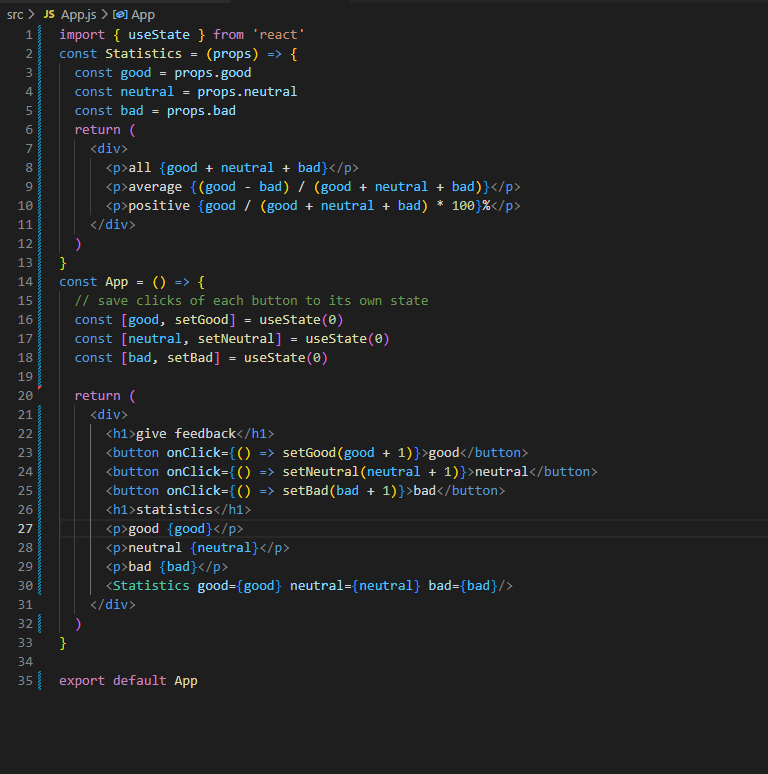 src > JS App.js > App
1 import { useState } from 'react'
2 const Statistics = (props) => {
3   const good = props.good
4   const neutral = props.neutral
5   const bad = props.bad
6   return (
7     <div>
8       <p>all {good + neutral + bad}</p>
9       <p>average {(good - bad) / (good + neutral + bad)}</p>
10       <p>positive {good / (good + neutral + bad) * 100}%</p>
11     </div>
12   )
13 }
14 const App = () => {
15   // save clicks of each button to its own state
16   const [good, setGood] = useState(0)
17   const [neutral, setNeutral] = useState(0)
18   const [bad, setBad] = useState(0)
19
20   return (
21     <div>
22       <h1>give feedback</h1>
23       <button onClick={() => setGood(good + 1)}>good</button>
24       <button onClick={() => setNeutral(neutral + 1)}>neutral</button>
25       <button onClick={() => setBad(bad + 1)}>bad</button>
26       <h1>statistics</h1>
27       <p>good {good}</p>
28       <p>neutral {neutral}</p>
29       <p>bad {bad}</p>
30       <Statistics good={good} neutral={neutral} bad={bad}/>
31     </div>
32   )
33 }
34
35 export default App